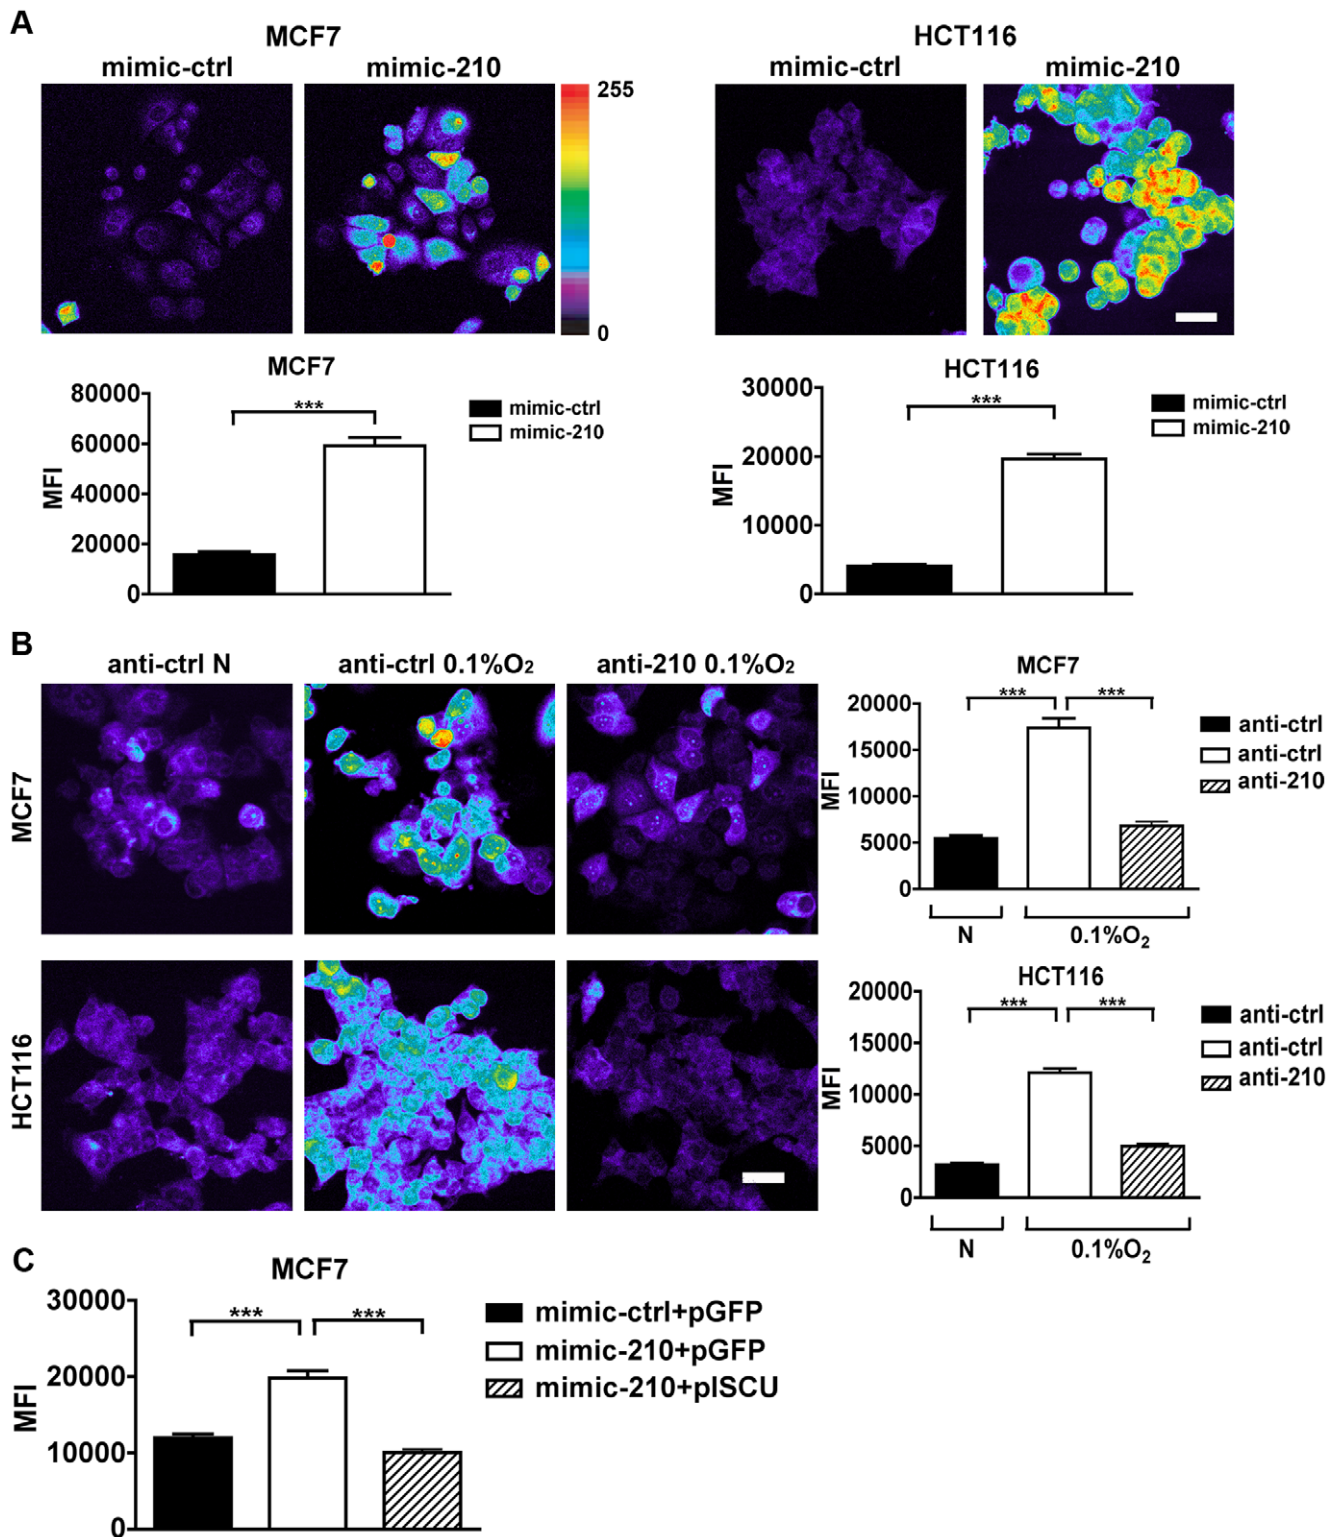 A
MCF7
HCT116
mimic-ctrl
mimic-210
mimic-ctrl
mimic-210
255
0
MCF7
80000
60000
40000
20000
0
MFI
***
mimic-ctrl
mimic-210
HCT116
30000
20000
10000
0
MFI
***
mimic-ctrl
mimic-210
B
anti-ctrl N
anti-ctrl 0.1%O2
anti-210 0.1%O2
MCF7
HCT116
MCF7
20000
15000
10000
5000
0
MFI
***
***
anti-ctrl
anti-ctrl
anti-210
N
0.1%O2
HCT116
20000
15000
10000
5000
0
MFI
***
***
anti-ctrl
anti-ctrl
anti-210
N
0.1%O2
C
MCF7
30000
20000
10000
0
MFI
***
***
mimic-ctrl+pGFP
mimic-210+pGFP
mimic-210+pISCU